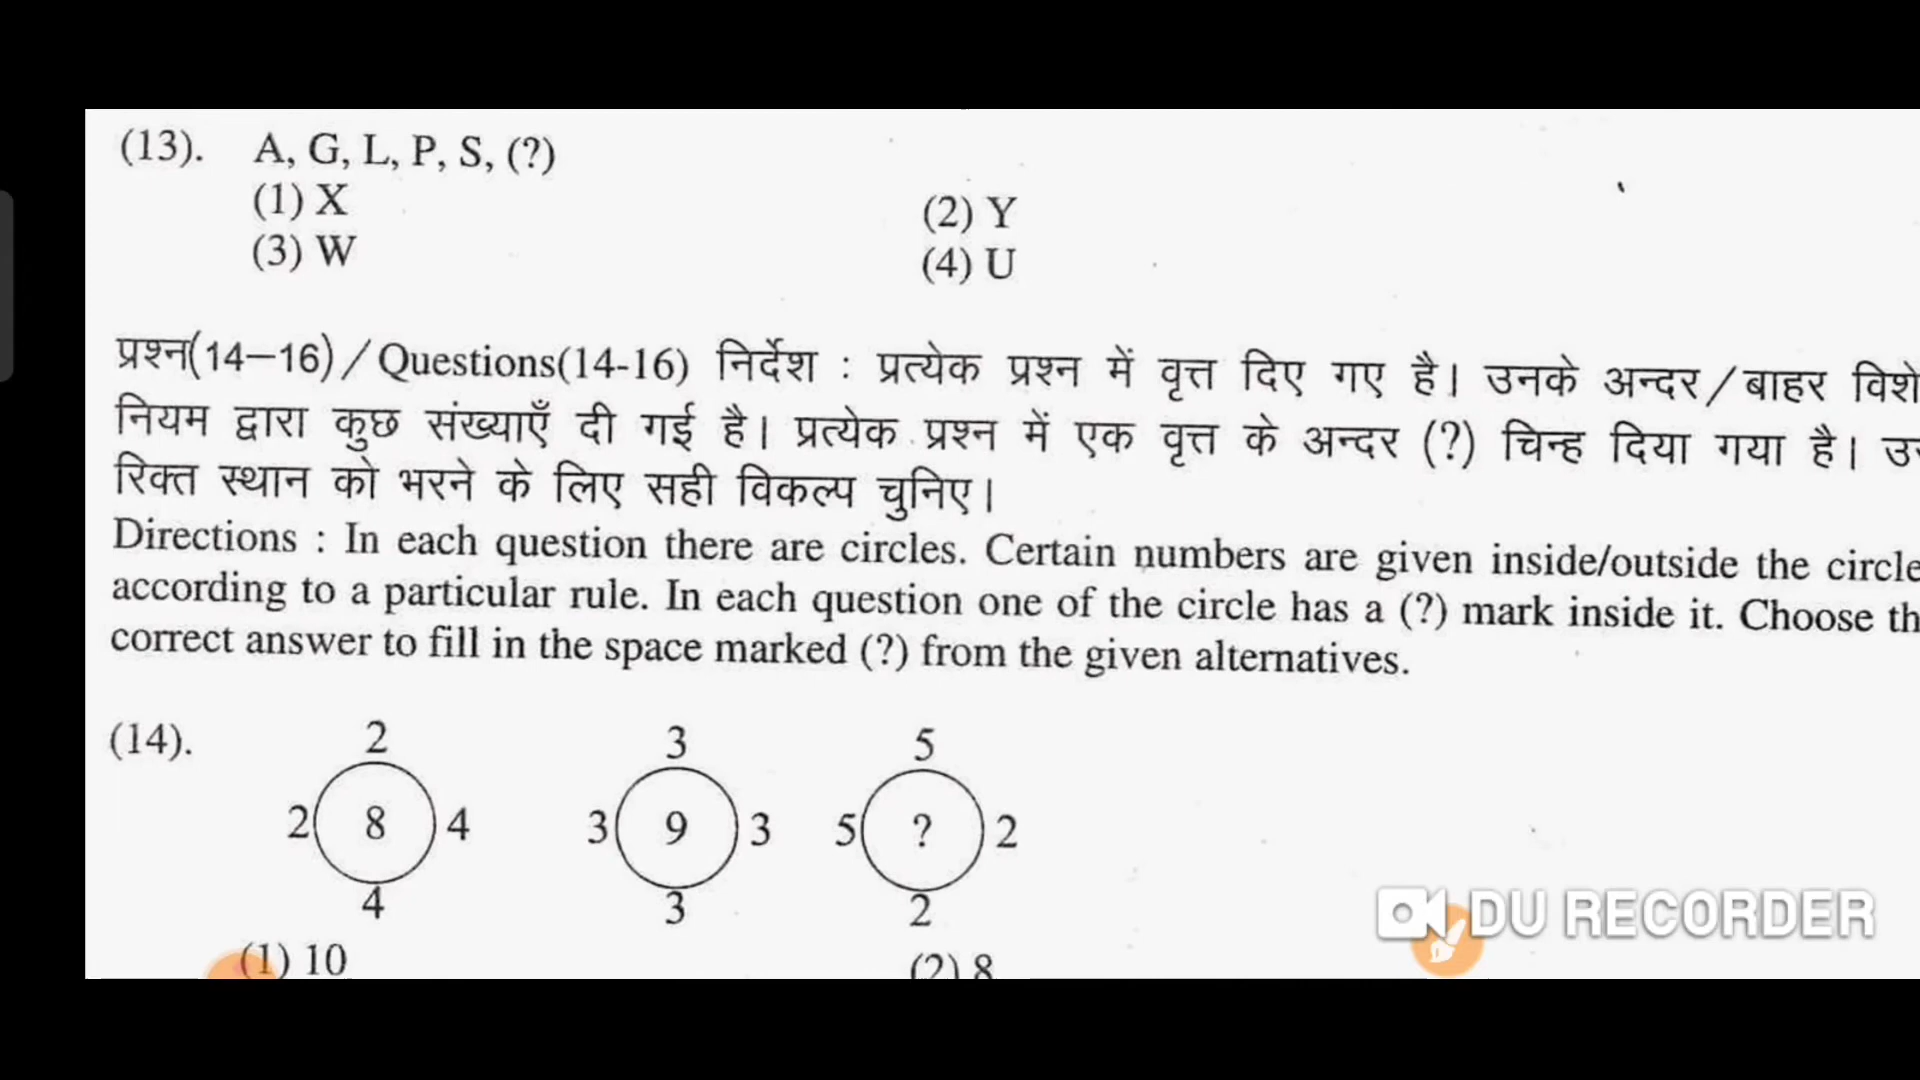 (13). A, G, L, P, S, (?)
(1) X (2) Y
(3) W (4) U
प्रश्न(14–16) / Questions(14-16) निर्देश : प्रत्येक प्रश्न में वृत्त दिए गए है। उनके अन्दर/बाहर
नियम द्वारा कुछ संख्याएँ दी गई है। प्रत्येक प्रश्न में एक वृत्त के अन्दर (?) चिन्ह दिया गया है।
रिक्त स्थान को भरने के लिए सही विकल्प चुनिए।
Directions : In each question there are circles. Certain numbers are given inside/outside the circle
according to a particular rule. In each question one of the circle has a (?) mark inside it. Choose th
correct answer to fill in the space marked (?) from the given alternatives.
(14). 2 3 5
2 8 4 3 9 3 5 ? 2
4 3 2
DU RECORDER
(1) 10 (2) 8